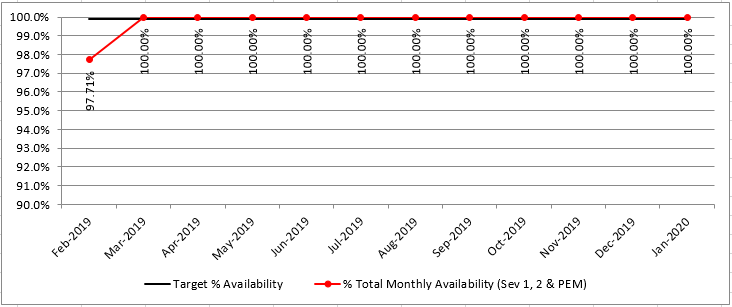 100.0%
99.0%
98.0%
97.0%
96.0%
95.0%
94.0%
93.0%
92.0%
91.0%
90.0%
97.71%
100.00%
100.00%
100.00%
100.00%
100.00%
100.00%
100.00%
100.00%
100.00%
100.00%
100.00%
Feb-2019
Mar-2019
Apr-2019
May-2019
Jun-2019
Jul-2019
Aug-2019
Sep-2019
Oct-2019
Nov-2019
Dec-2019
Jan-2020
Target % Availability
% Total Monthly Availability (Sev 1, 2 & PEM)